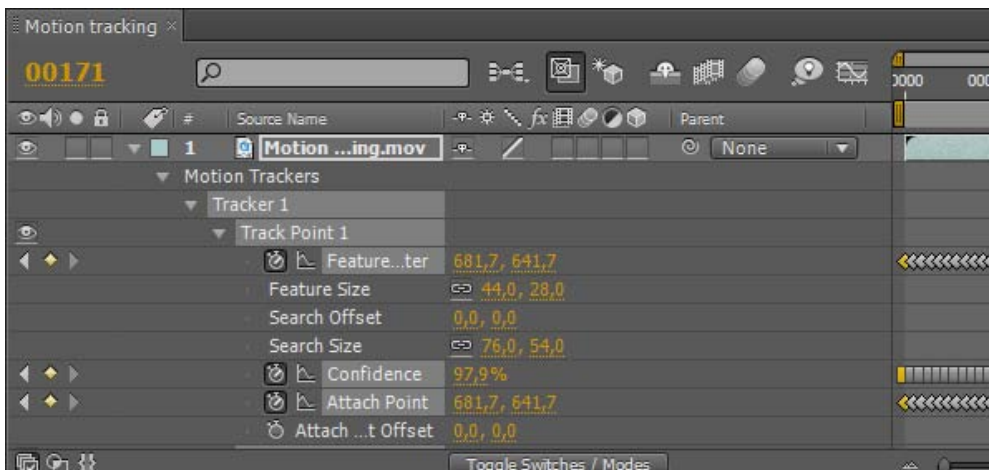 Motion tracking ×
00171
0000 000
# Source Name fx Parent
1 Motion ...ing.mov None
Motion Trackers
Tracker 1
Track Point 1
Feature...ter 681,7, 641,7
Feature Size 44,0, 28,0
Search Offset 0,0, 0,0
Search Size 76,0, 54,0
Confidence 97,9%
Attach Point 681,7, 641,7
Attach ...t Offset 0,0, 0,0
Toggle Switches / Modes